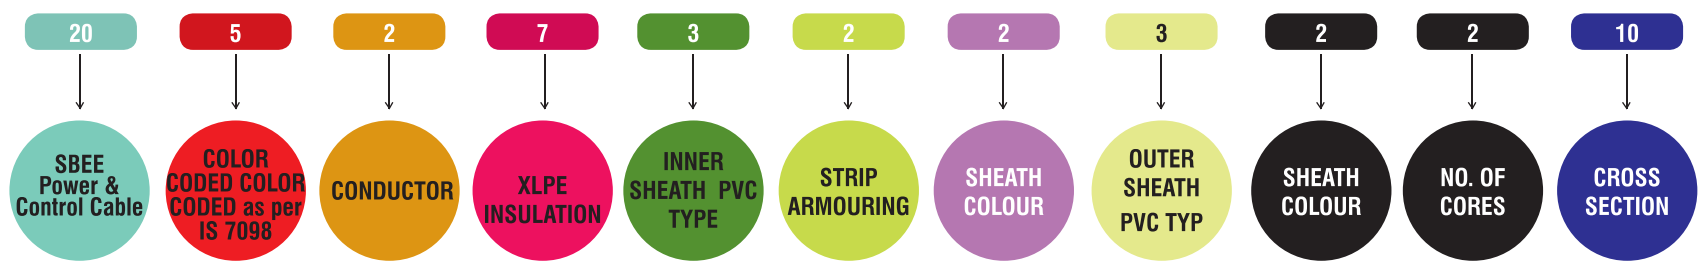 20
5
2
7
3
2
2
3
2
2
10
SBEE
Power &
Control Cable
COLOR
CODED COLOR
CODED as per
IS 7098
CONDUCTOR
XLPE
INSULATION
INNER
SHEATH PVC
TYPE
STRIP
ARMOURING
SHEATH
COLOUR
OUTER
SHEATH
PVC TYP
SHEATH
COLOUR
NO. OF
CORES
CROSS
SECTION